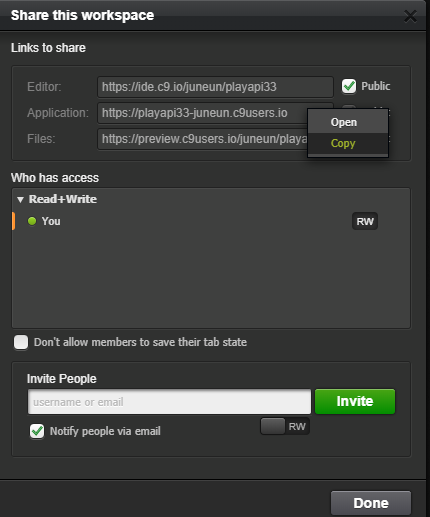 Share this workspace
Links to share
Editor: https://ide.c9.io/juneun/playapi33 Public
Application: https://playapi33-juneun.c9users.io
Open
Files: https://preview.c9users.io/juneun/playa
Copy
Who has access
Read+Write
You RW
Don't allow members to save their tab state
Invite People
username or email Invite
Notify people via email RW
Done